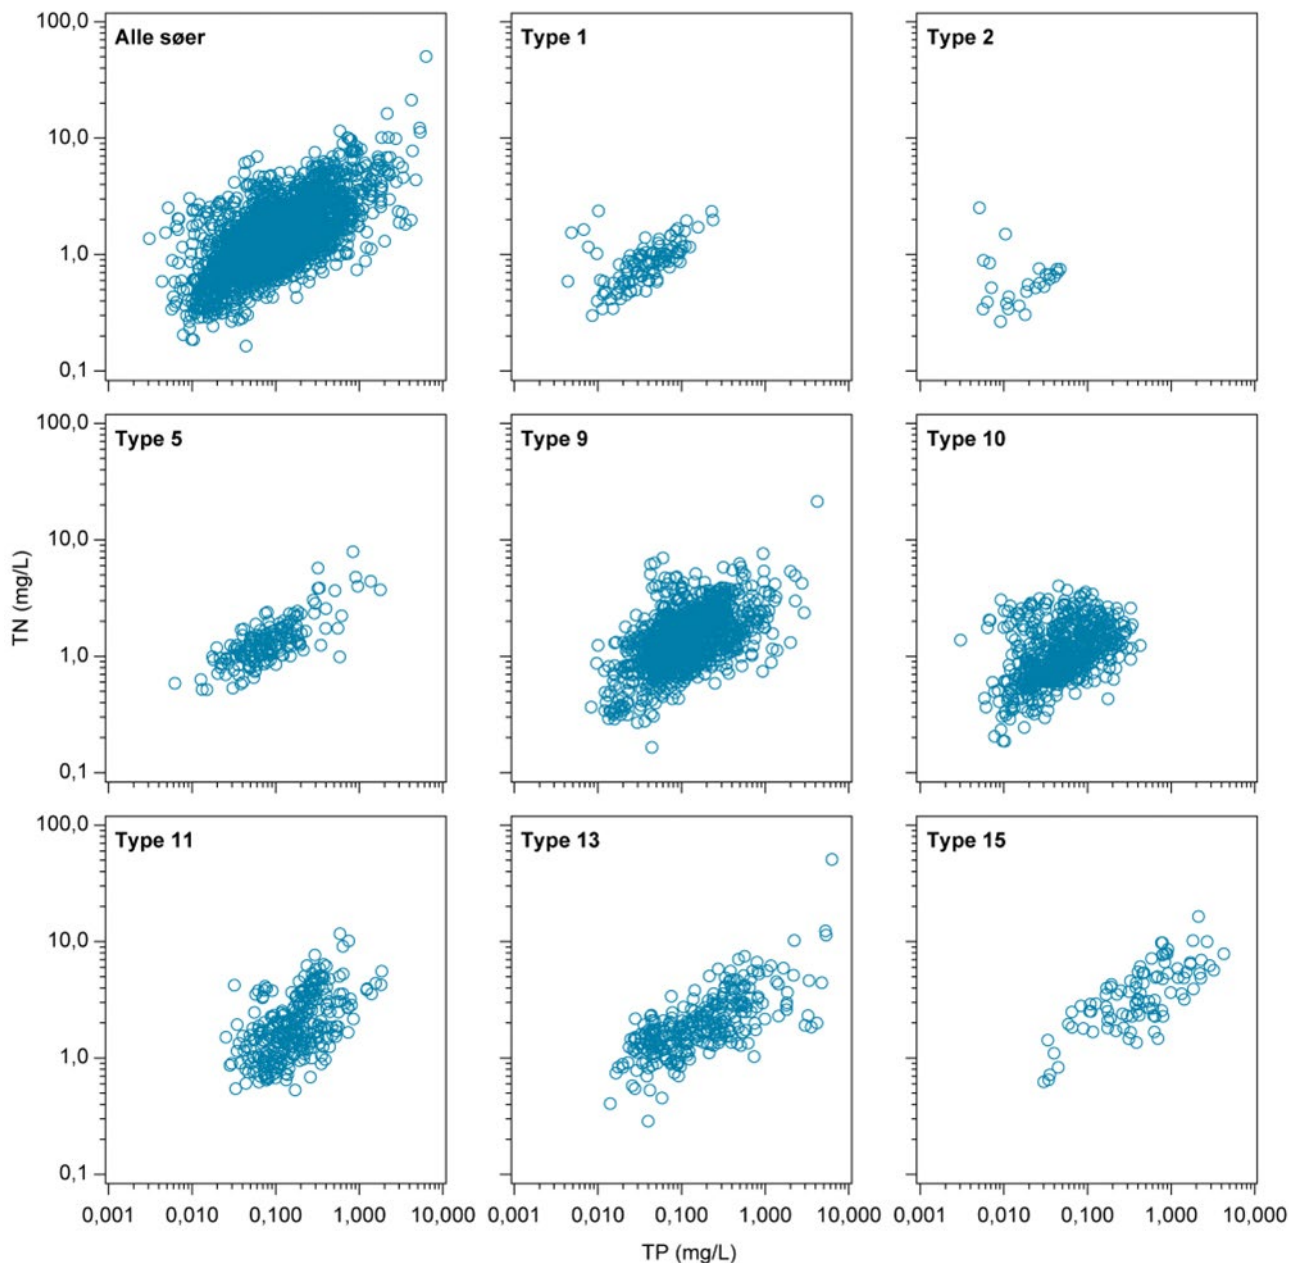 100,0
Alle søer
Type 1
Type 2
10,0
1,0
0,1
100,0
Type 5
Type 9
Type 10
10,0
1,0
0,1
TN (mg/L)
100,0
Type 11
Type 13
Type 15
10,0
1,0
0,1
0,001 0,010 0,100 1,000 10,000
0,001 0,010 0,100 1,000 10,000
0,001 0,010 0,100 1,000 10,000
TP (mg/L)